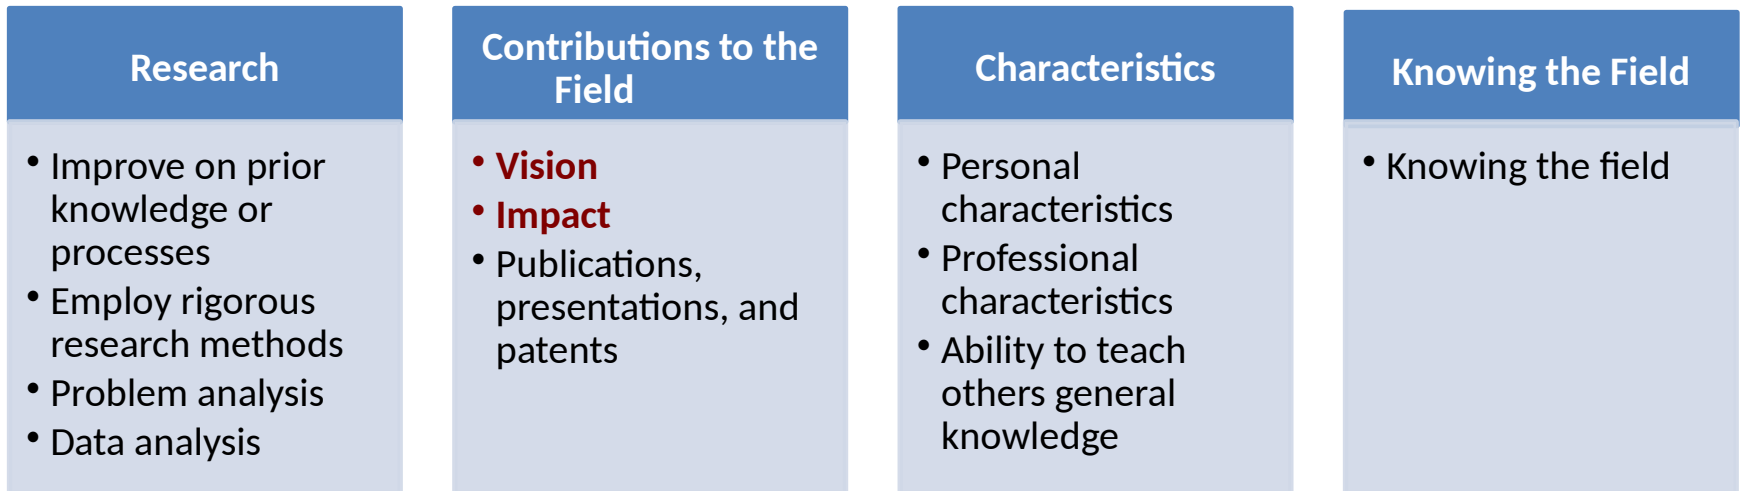 Research
• Improve on prior
knowledge or
processes
• Employ rigorous
research methods
• Problem analysis
• Data analysis
Contributions to the
Field
• Vision
• Impact
• Publications,
presentations, and
patents
Characteristics
• Personal
characteristics
• Professional
characteristics
• Ability to teach
others general
knowledge
Knowing the Field
• Knowing the field